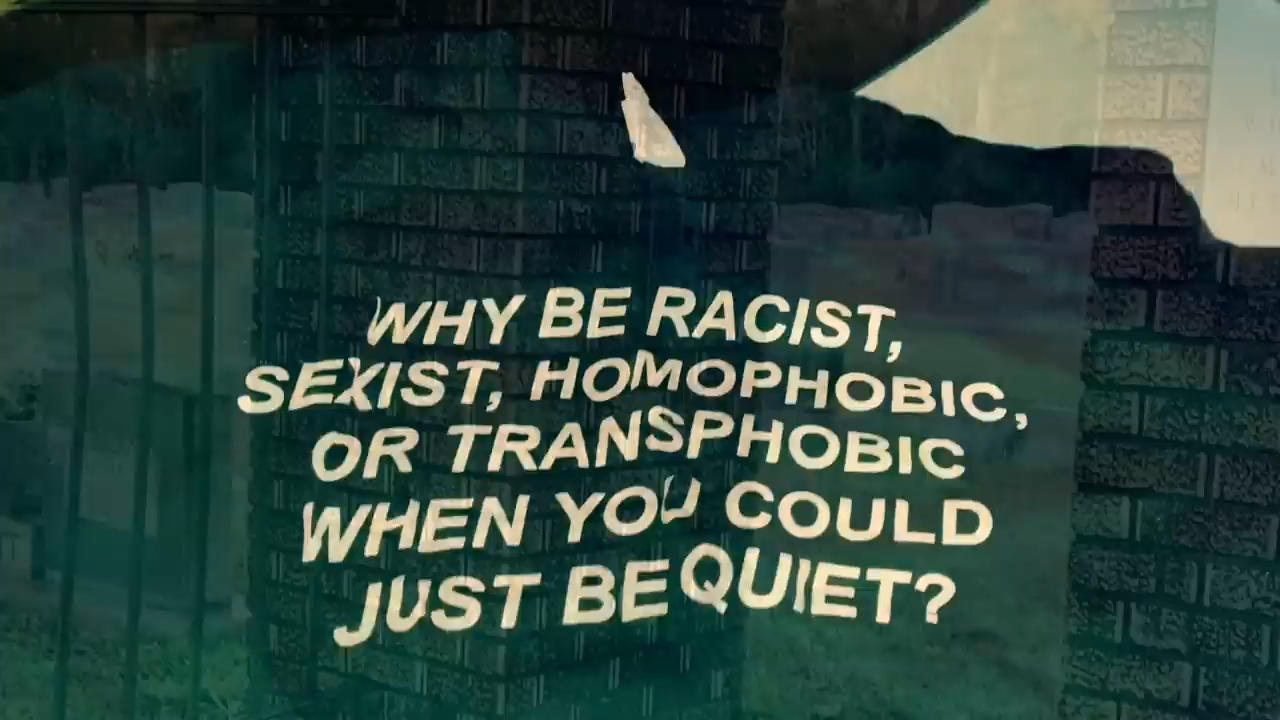 WHY BE RACIST,
SEXIST, HOMOPHOBIC,
OR TRANSPHOBIC
WHEN YOU COULD
JUST BE QUIET?